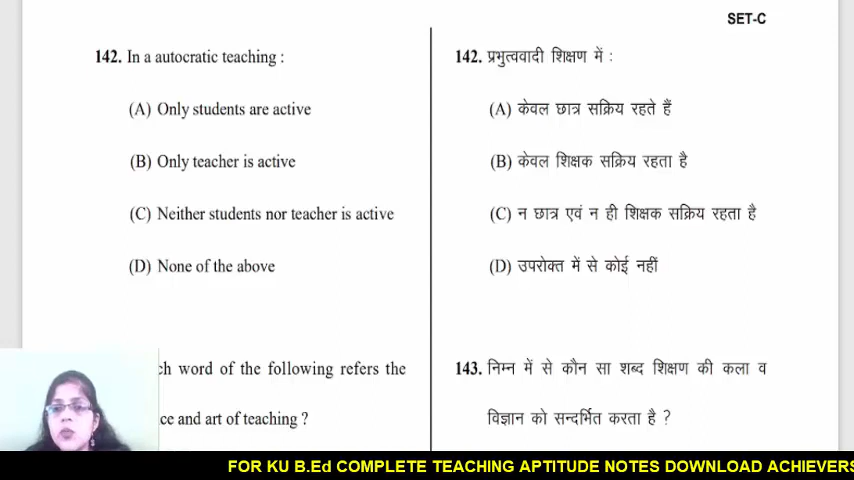 SET-C
142. In a autocratic teaching :
(A) Only students are active
(B) Only teacher is active
(C) Neither students nor teacher is active
(D) None of the above
ch word of the following refers the
ce and art of teaching ?
142. प्रभुत्ववादी शिक्षण में :
(A) केवल छात्र सक्रिय रहते हैं
(B) केवल शिक्षक सक्रिय रहता है
(C) न छात्र एवं न ही शिक्षक सक्रिय रहता है
(D) उपरोक्त में से कोई नहीं
143. निम्न में से कौन सा शब्द शिक्षण की कला व
विज्ञान को सन्दर्भित करता है ?
FOR KU B.Ed COMPLETE TEACHING APTITUDE NOTES DOWNLOAD ACHIEVERS